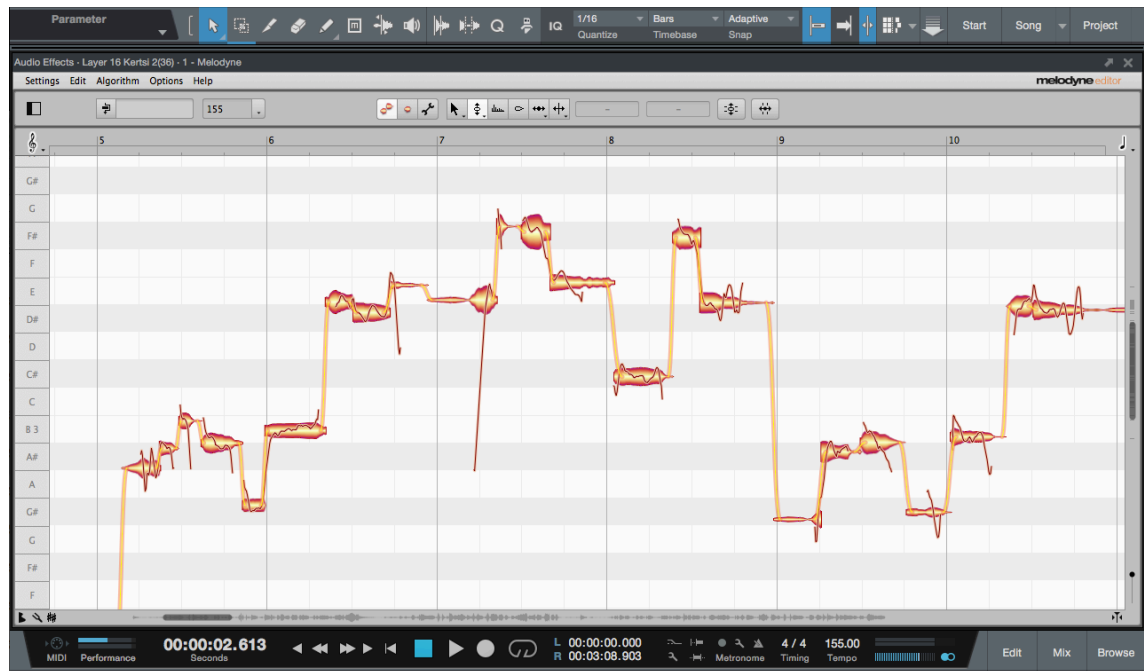 Parameter
IQ 1/16 Bars Adaptive
Quantize Timebase Snap
Start Song Project
Audio Effects - Layer 16 Kertsi 2(36) - 1 - Melodyne
Settings Edit Algorithm Options Help
melodyne editor
155 - -
5 6 7 8 9 10
G#
G
F#
F
E
D#
D
C#
C
B 3
A#
A
G#
G
F#
F
MIDI Performance
00:00:02.613
Seconds
L 00:00:00.000
R 00:03:08.903
Metronome
4 / 4
Timing
155.00
Tempo
Edit Mix Browse